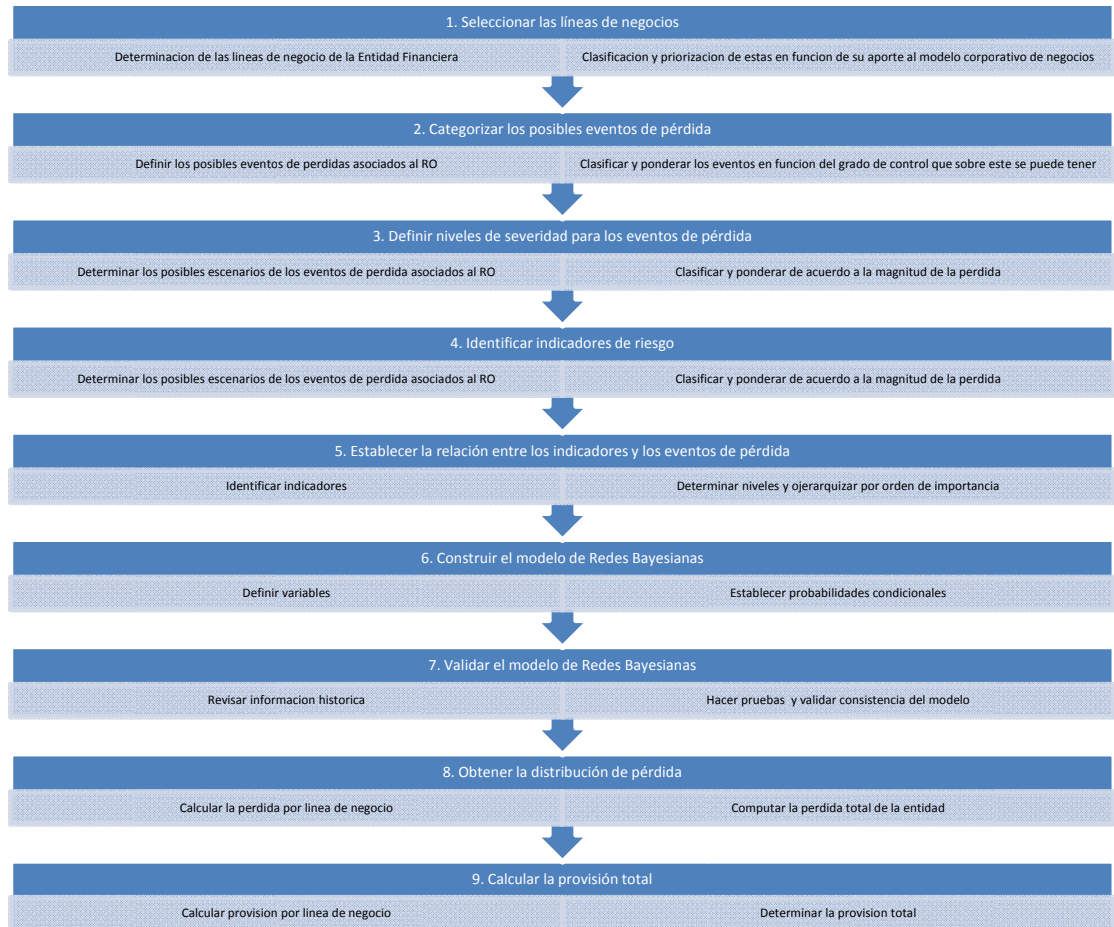 1. Seleccionar las líneas de negocios
Determinacion de las lineas de negocio de la Entidad Financiera
Clasificacion y priorizacion de estas en funcion de su aporte al modelo corporativo de negocios
2. Categorizar los posibles eventos de pérdida
Definir los posibles eventos de perdidas asociados al RO
Clasificar y ponderar los eventos en funcion del grado de control que sobre este se puede tener
3. Definir niveles de severidad para los eventos de pérdida
Determinar los posibles escenarios de los eventos de perdida asociados al RO
Clasificar y ponderar de acuerdo a la magnitud de la perdida
4. Identificar indicadores de riesgo
Determinar los posibles escenarios de los eventos de perdida asociados al RO
Clasificar y ponderar de acuerdo a la magnitud de la perdida
5. Establecer la relación entre los indicadores y los eventos de pérdida
Identificar indicadores
Determinar niveles y ojerarquizar por orden de importancia
6. Construir el modelo de Redes Bayesianas
Definir variables
Establecer probabilidades condicionales
7. Validar el modelo de Redes Bayesianas
Revisar informacion historica
Hacer pruebas y validar consistencia del modelo
8. Obtener la distribución de pérdida
Calcular la perdida por linea de negocio
Computar la perdida total de la entidad
9. Calcular la provisión total
Calcular provision por linea de negocio
Determinar la provision total